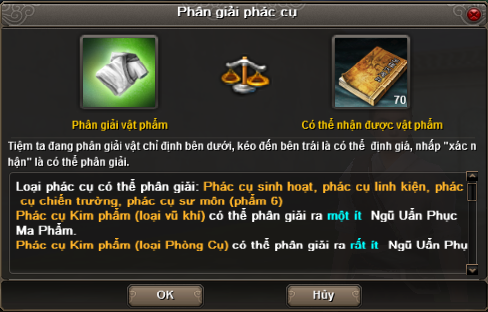 Phân giải phác cụ
70
Phân giải vật phẩm
Có thể nhận được vật phẩm
Tiệm ta đang phân giải vật chỉ định bên dưới, kéo đến bên trái là có thể định giá, nhấp "xác n
hận" là có thể phân giải.
Loại phác cụ có thể phân giải: Phác cụ sinh hoạt, phác cụ linh kiện, phác
cụ chiến trường, phác cụ sư môn (phẩm 6)
Phác cụ Kim phẩm (loại vũ khí) có thể phân giải ra một ít Ngũ Uẩn Phục
Ma Phẩm.
Phác cụ Kim phẩm (loại Phòng Cụ) có thể phân giải ra rất ít Ngũ Uẩn Phụ
OK
Hủy